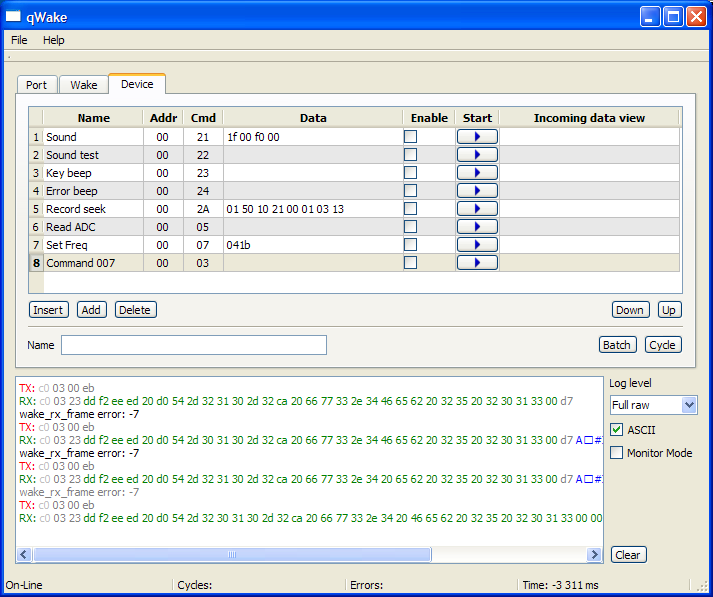 qWake
File Help
Port Wake Device
Name Addr Cmd Data Enable Start Incoming data view
1 Sound 00 21 1f 00 f0 00
2 Sound test 00 22
3 Key beep 00 23
4 Error beep 00 24
5 Record seek 00 2A 01 50 10 21 00 01 03 13
6 Read ADC 00 05
7 Set Freq 00 07 041b
8 Command 007 00 03
Insert Add Delete Down Up
Name Batch Cycle
TX: c0 03 00 eb
RX: c0 03 23 dd f2 ee ed 20 d0 54 2d 32 31 30 2d 32 ca 20 66 77 33 2e 34 46 65 62 20 32 35 20 32 30 31 33 00 d7
wake_rx_frame error: -7
TX: c0 03 00 eb
RX: c0 03 23 dd f2 ee ed 20 d0 54 2d 30 31 30 2d 32 ca 20 66 77 33 2e 34 46 65 62 20 32 35 20 32 30 31 33 00 d7 A□#
wake_rx_frame error: -7
TX: c0 03 00 eb
RX: c0 03 23 dd f2 ee ed 20 d0 54 2d 32 31 30 2d 32 ca 20 66 77 33 2e 34 20 65 62 20 32 35 20 32 30 31 33 00 d7 A□#
wake_rx_frame error: -7
TX: c0 03 00 eb
RX: c0 03 23 dd f2 ee ed 20 d0 54 2d 32 30 31 30 2d 32 ca 20 66 77 33 2e 34 20 46 65 62 20 32 35 20 32 30 31 33 00 00
Log level
Full raw
ASCII
Monitor Mode
Clear
On-Line Cycles: Errors: Time: -3 311 ms